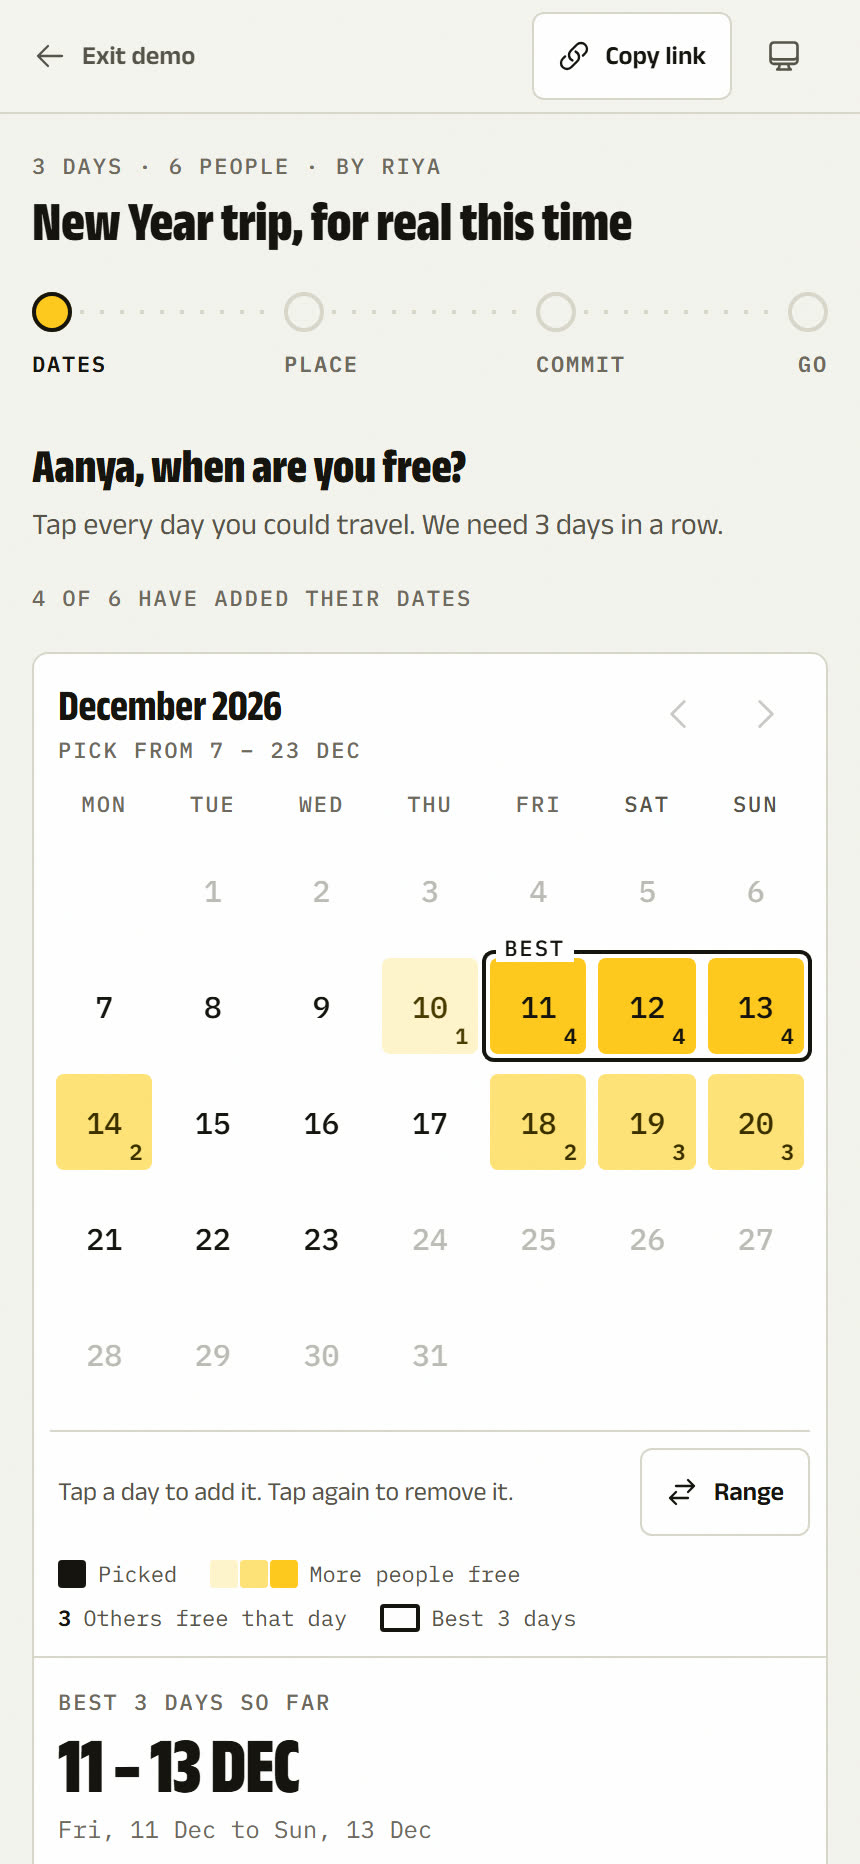 Exit demo
Copy link
3 DAYS · 6 PEOPLE · BY RIYA
New Year trip, for real this time
DATES PLACE COMMIT GO
Aanya, when are you free?
Tap every day you could travel. We need 3 days in a row.
4 OF 6 HAVE ADDED THEIR DATES
December 2026
PICK FROM 7 – 23 DEC
MON TUE WED THU FRI SAT SUN
1 2 3 4 5 6
BEST
7 8 9 10 11 12 13
1 4 4 4
14 15 16 17 18 19 20
2 2 3 3
21 22 23 24 25 26 27
28 29 30 31
Tap a day to add it. Tap again to remove it.
Range
Picked More people free
3 Others free that day Best 3 days
BEST 3 DAYS SO FAR
11 – 13 DEC
Fri, 11 Dec to Sun, 13 Dec